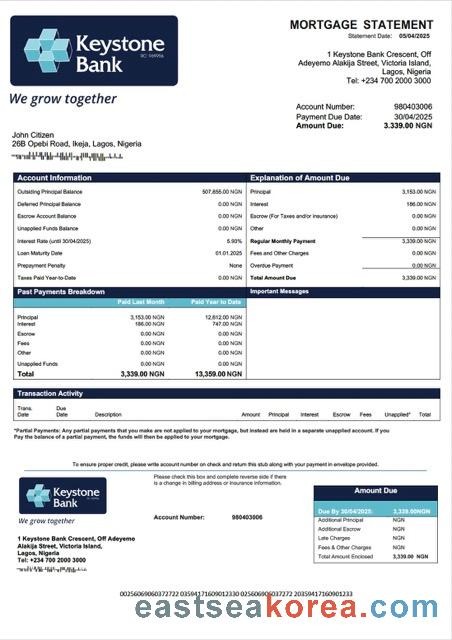 Keystone
Bank
RC: 969956
We grow together
MORTGAGE STATEMENT
Statement Date: 05/04/2025
1 Keystone Bank Crescent, Off
Adeyemo Alakija Street, Victoria Island,
Lagos, Nigeria
Tel: +234 700 2000 3000
Account Number: 980403006
Payment Due Date: 30/04/2025
Amount Due: 3.339.00 NGN
John Citizen
26B Opebi Road, Ikeja, Lagos, Nigeria
Account Information
Outsiding Principal Balance 507,655.00 NGN
Deferred Principal Balance 0.00 NGN
Escrow Account Balance 0.00 NGN
Unapplied Funds Balance 0.00 NGN
Interest Rate (until 30/04/2025) 5.93%
Loan Maturity Date 01.01.2025
Prepayment Penalty None
Taxes Paid Year-to-Date 0.00 NGN
Explanation of Amount Due
Principal 3,153.00 NGN
Interest 186.00 NGN
Escrow (For Taxes and/or insurance) 0.00 NGN
Other 0.00 NGN
Regular Monthly Payment 3,339.00 NGN
Fees and Other Charges 0.00 NGN
Overdue Payment 0.00 NGN
Total Amount Due 3,339.00 NGN
Past Payments Breakdown
Paid Last Month Paid Year to Date
Principal 3,153.00 NGN 12,612.00 NGN
Interest 186.00 NGN 747.00 NGN
Escrow 0.00 NGN 0.00 NGN
Fees 0.00 NGN 0.00 NGN
Other 0.00 NGN 0.00 NGN
Unapplied Funds 0.00 NGN 0.00 NGN
Total 3,339.00 NGN 13,359.00 NGN
Important Messages
Transaction Activity
Trans. Date Due Date Description Amount Principal Interest Escrow Fees Unapplied* Total
*Partial Payments: Any partial payments that you make are not applied to your mortgage, but instead are held in a separate unapplied account. If you
Pay the balance of a partial payment, the funds will then be applied to your mortgage.
To ensure proper credit, please write account number on check and return this stub along with your payment in envelope provided.
Keystone
Bank
We grow together
1 Keystone Bank Crescent, Off Adeyemo
Alakija Street, Victoria Island,
Lagos, Nigeria
Tel: +234 700 2000 3000
Please check this box and complete reverse side if there
is a change in billing address or insurance information.
Account Number: 980403006
Amount Due
Due By 30/04/2025: 3,339.00NGN
Additional Principal NGN
Additional Escrow NGN
Late Charges NGN
Fees & Other Charges NGN
Total Amount Enclosed 3,339.00 NGN
00256069060372722 03594171609012330 0256069060372722 02359417160901233
eastseakorea.com